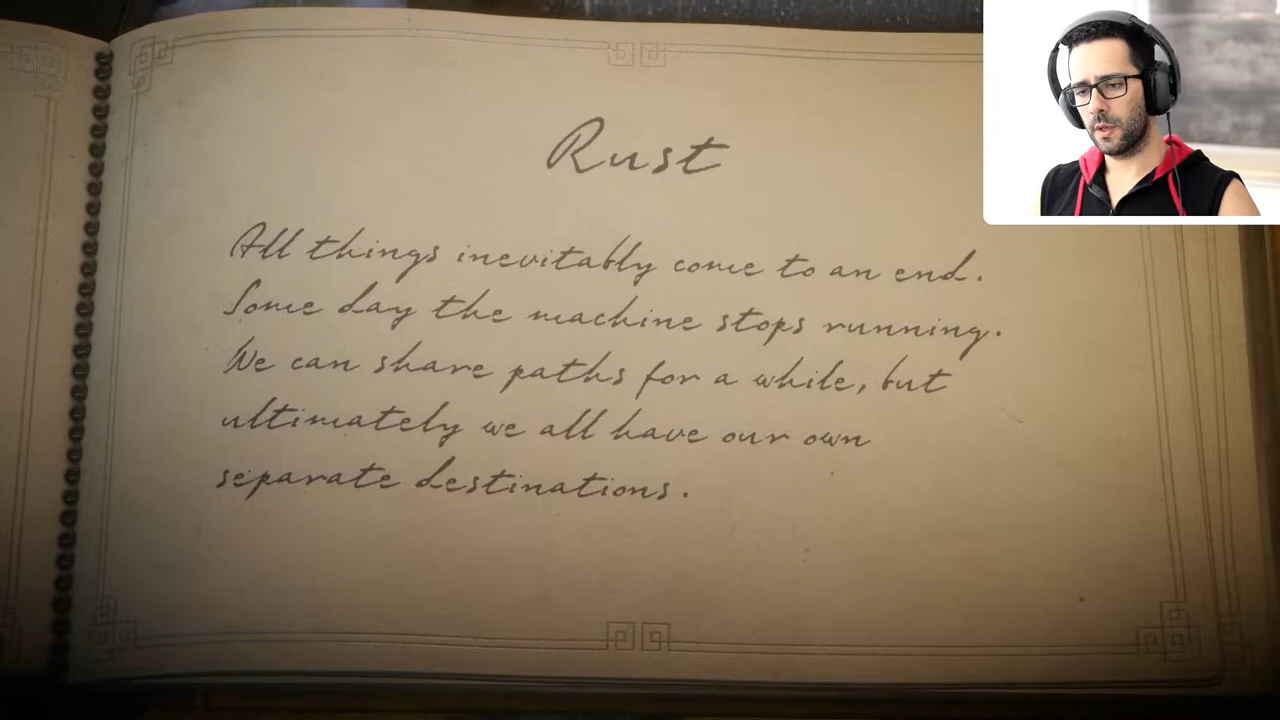 Rust
All things inevitably come to an end.
Some day the machine stops running.
We can share paths for a while, but
ultimately we all have our own
separate destinations.